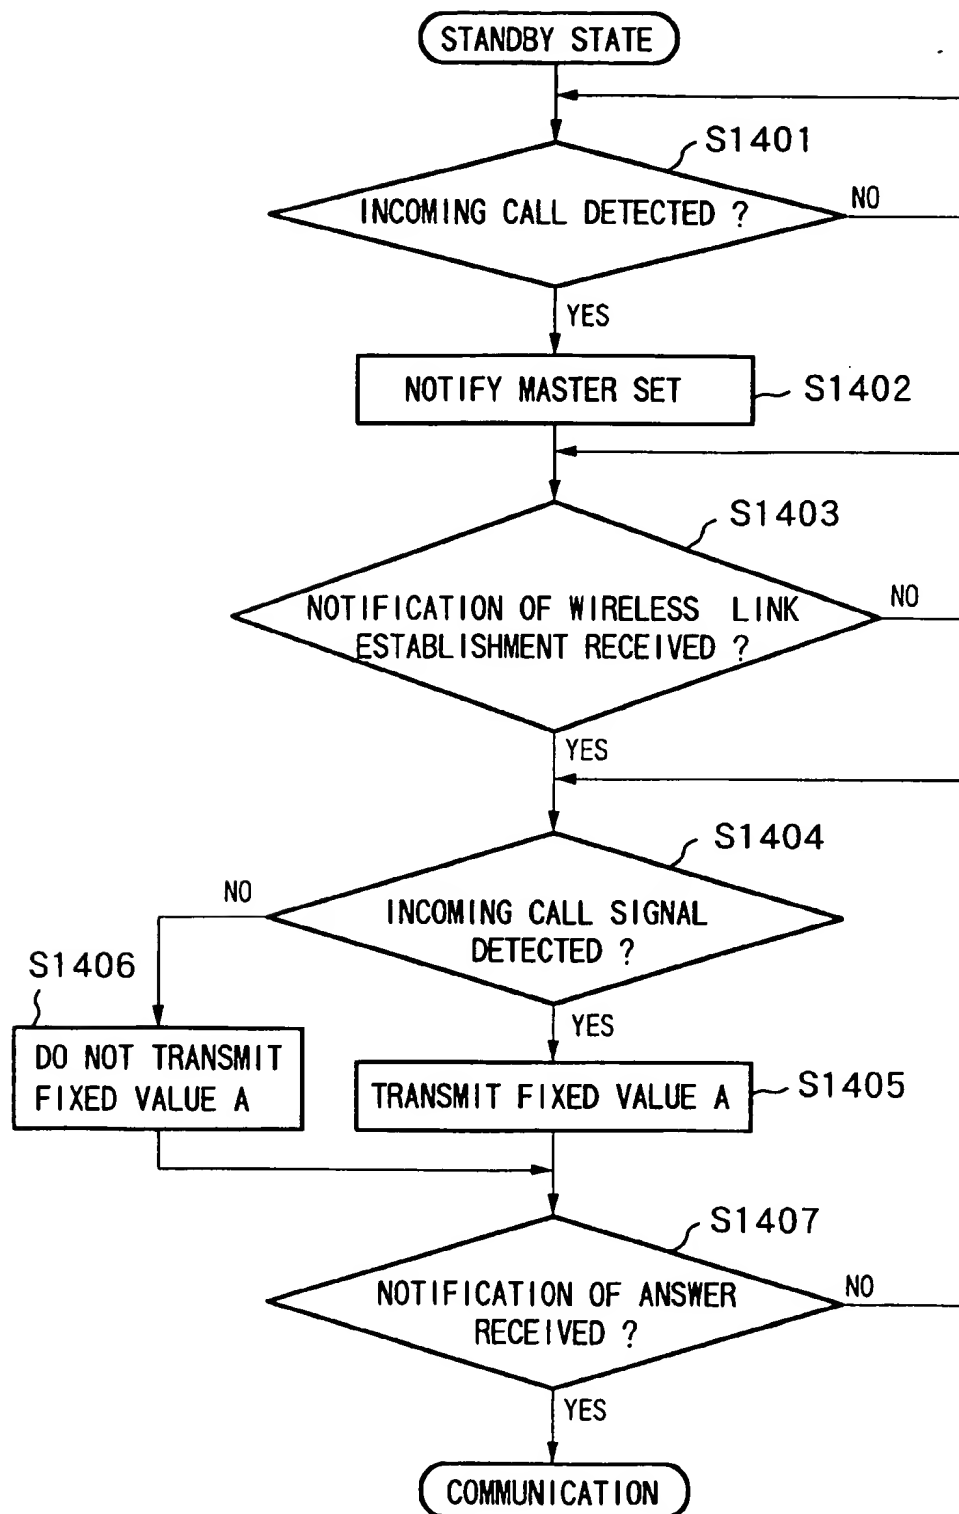 STANDBY STATE
S1401
INCOMING CALL DETECTED ?
NO
YES
NOTIFY MASTER SET
S1402
S1403
NOTIFICATION OF WIRELESS LINK
ESTABLISHMENT RECEIVED ?
NO
YES
S1404
NO
INCOMING CALL SIGNAL
DETECTED ?
S1406
YES
DO NOT TRANSMIT
FIXED VALUE A
TRANSMIT FIXED VALUE A
S1405
S1407
NOTIFICATION OF ANSWER
RECEIVED ?
NO
YES
COMMUNICATION